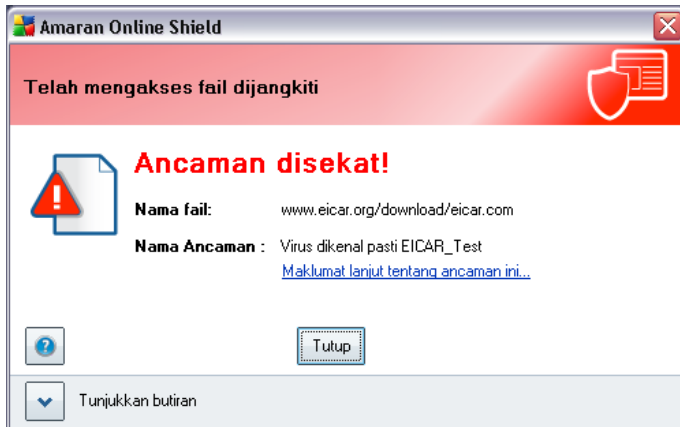 Amaran Online Shield
Telah mengakses fail dijangkiti
Ancaman disekat!
Nama fail: www.eicar.org/download/eicar.com
Nama Ancaman : Virus dikenal pasti EICAR_Test
Maklumat lanjut tentang ancaman ini...
Tutup
Tunjukkan butiran